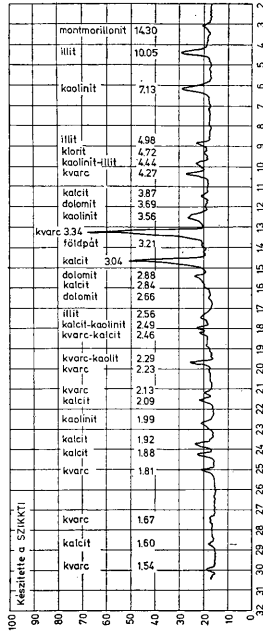 montmorillonit 14.30
illit 10.05
kaolinit 7.13
illit 4.98
klorit 4.72
kaolinit-illit 4.44
kvarc 4.27
kalcit 3.87
dolomit 3.69
kaolinit 3.56
kvarc 3.34
földpát 3.21
kalcit 3.04
dolomit 2.88
kalcit 2.84
dolomit 2.66
illit 2.56
kalcit-kaolinit 2.49
kvarc-kalcit 2.46
kvarc-kaolit 2.29
kvarc 2.23
kvarc 2.13
kalcit 2.09
kaolinit 1.99
kalcit 1.92
kalcit 1.88
kvarc 1.81
kvarc 1.67
kalcit 1.60
kvarc 1.54
Készítette a SZIKKTI
100 90 80 70 60 50 40 30 20 10
2
3
4
5
6
7
8
9
10
11
12
13
14
15
16
17
18
19
20
21
22
23
24
25
26
27
28
29
30
31
32